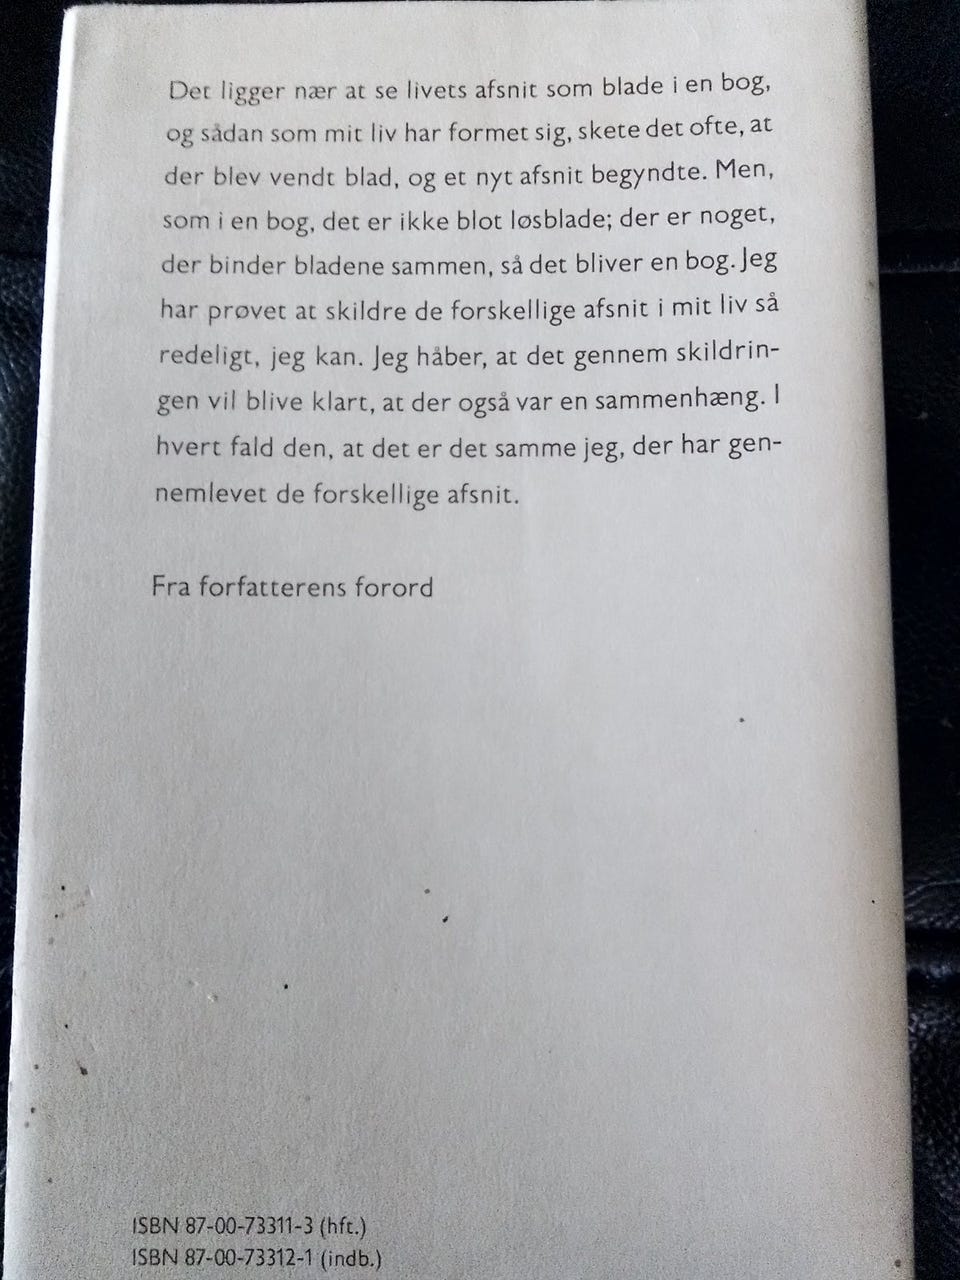 Det ligger nær at se livets afsnit som blade i en bog,
og sådan som mit liv har formet sig, skete det ofte, at
der blev vendt blad, og et nyt afsnit begyndte. Men,
som i en bog, det er ikke blot løsblade; der er noget,
der binder bladene sammen, så det bliver en bog. Jeg
har prøvet at skildre de forskellige afsnit i mit liv så
redeligt, jeg kan. Jeg håber, at det gennem skildrin-
gen vil blive klart, at der også var en sammenhæng. I
hvert fald den, at det er det samme jeg, der har gen-
nemlevet de forskellige afsnit.
Fra forfatterens forord
ISBN 87-00-73311-3 (hft.)
ISBN 87-00-73312-1 (indb.)